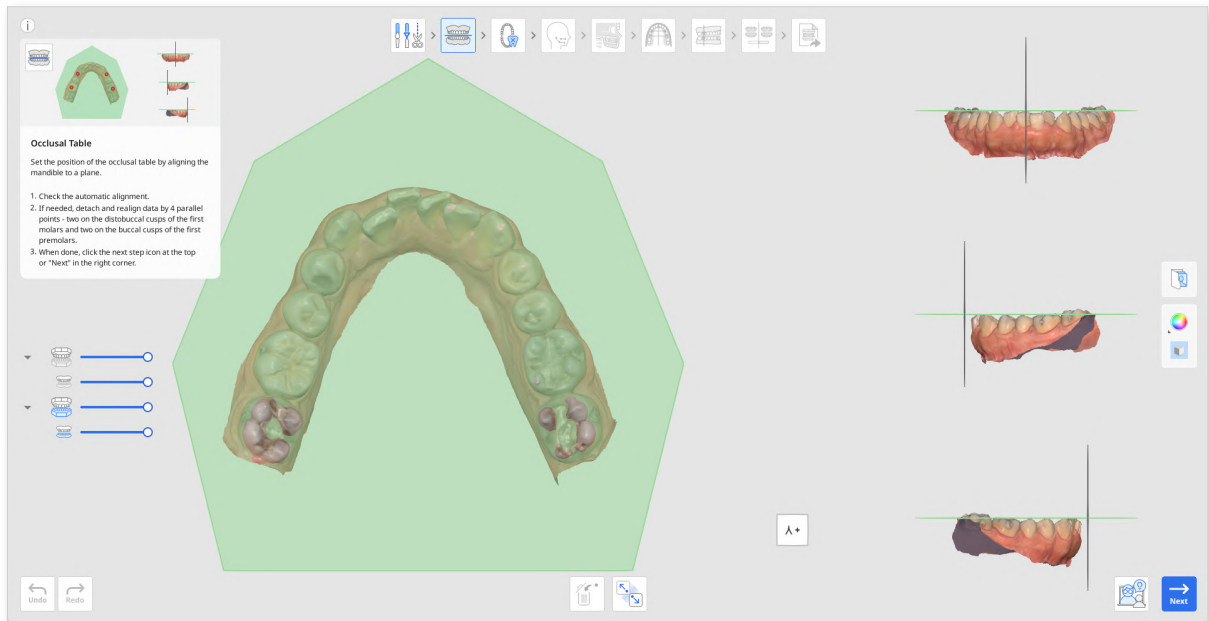 Occlusal Table
Set the position of the occlusal table by aligning the
mandible to a plane.
1. Check the automatic alignment.
2. If needed, detach and realign data by 4 parallel
points - two on the distobuccal cusps of the first
molars and two on the buccal cusps of the first
premolars.
3. When done, click the next step icon at the top
or "Next" in the right corner.
Undo
Redo
Next